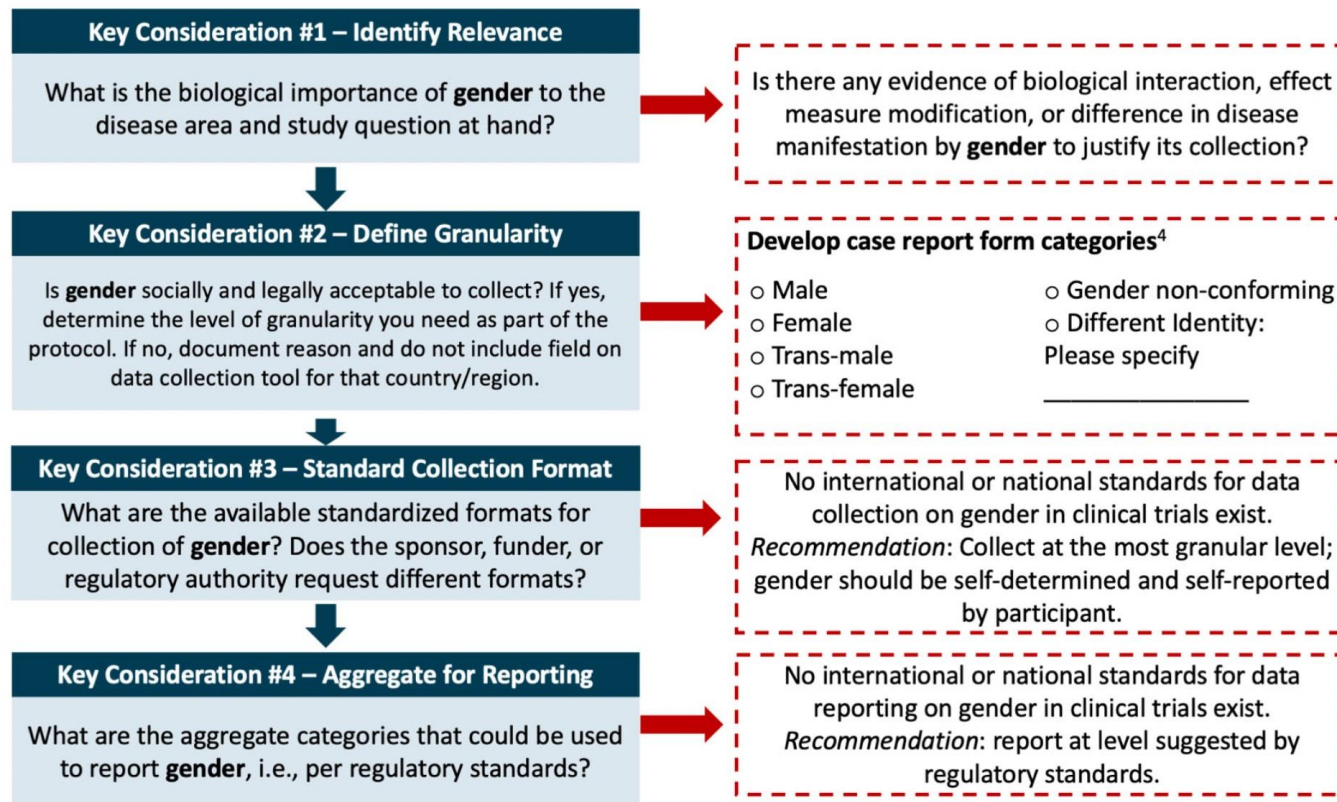 Key Consideration #1 – Identify Relevance
What is the biological importance of gender to the
disease area and study question at hand?
Is there any evidence of biological interaction, effect
measure modification, or difference in disease
manifestation by gender to justify its collection?
Key Consideration #2 – Define Granularity
Is gender socially and legally acceptable to collect? If yes,
determine the level of granularity you need as part of the
protocol. If no, document reason and do not include field on
data collection tool for that country/region.
Develop case report form categories⁴
○ Male
○ Female
○ Trans-male
○ Trans-female
○ Gender non-conforming
○ Different Identity:
Please specify
_______________
Key Consideration #3 – Standard Collection Format
What are the available standardized formats for
collection of gender? Does the sponsor, funder, or
regulatory authority request different formats?
No international or national standards for data
collection on gender in clinical trials exist.
Recommendation: Collect at the most granular level;
gender should be self-determined and self-reported
by participant.
Key Consideration #4 – Aggregate for Reporting
What are the aggregate categories that could be used
to report gender, i.e., per regulatory standards?
No international or national standards for data
reporting on gender in clinical trials exist.
Recommendation: report at level suggested by
regulatory standards.